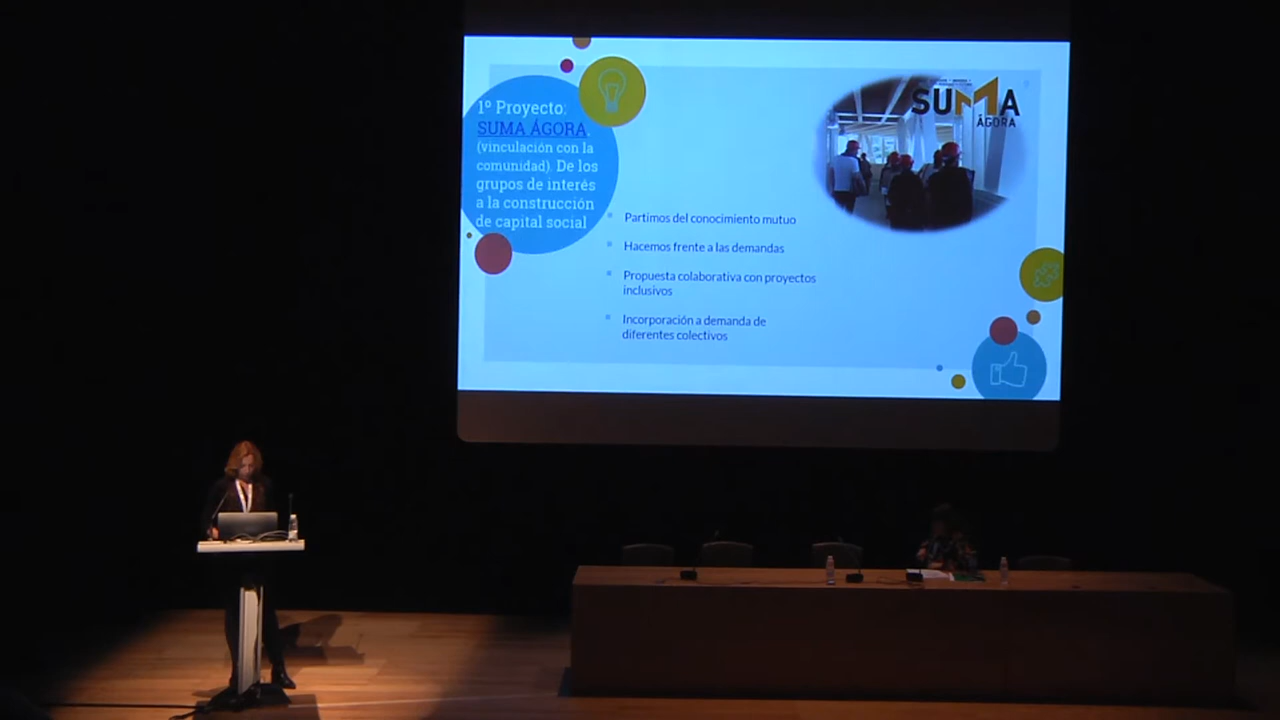 1º Proyecto:
SUMA ÁGORA.
(vinculación con la
comunidad). De los
grupos de interés
a la construcción
de capital social
SUMA
ÁGORA
Partimos del conocimiento mutuo
Hacemos frente a las demandas
Propuesta colaborativa con proyectos
inclusivos
Incorporación a demanda de
diferentes colectivos